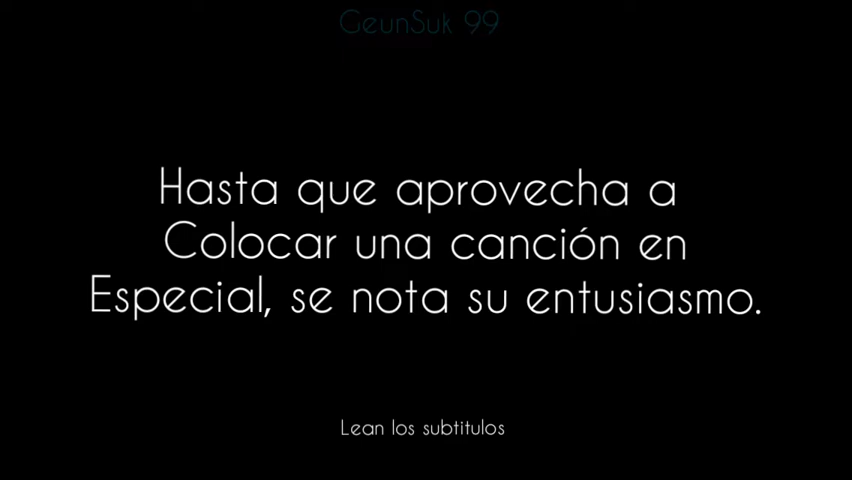 GeunSuk 99
Hasta que aprovecha a
Colocar una canción en
Especial, se nota su entusiasmo.
Lean los subtitulos